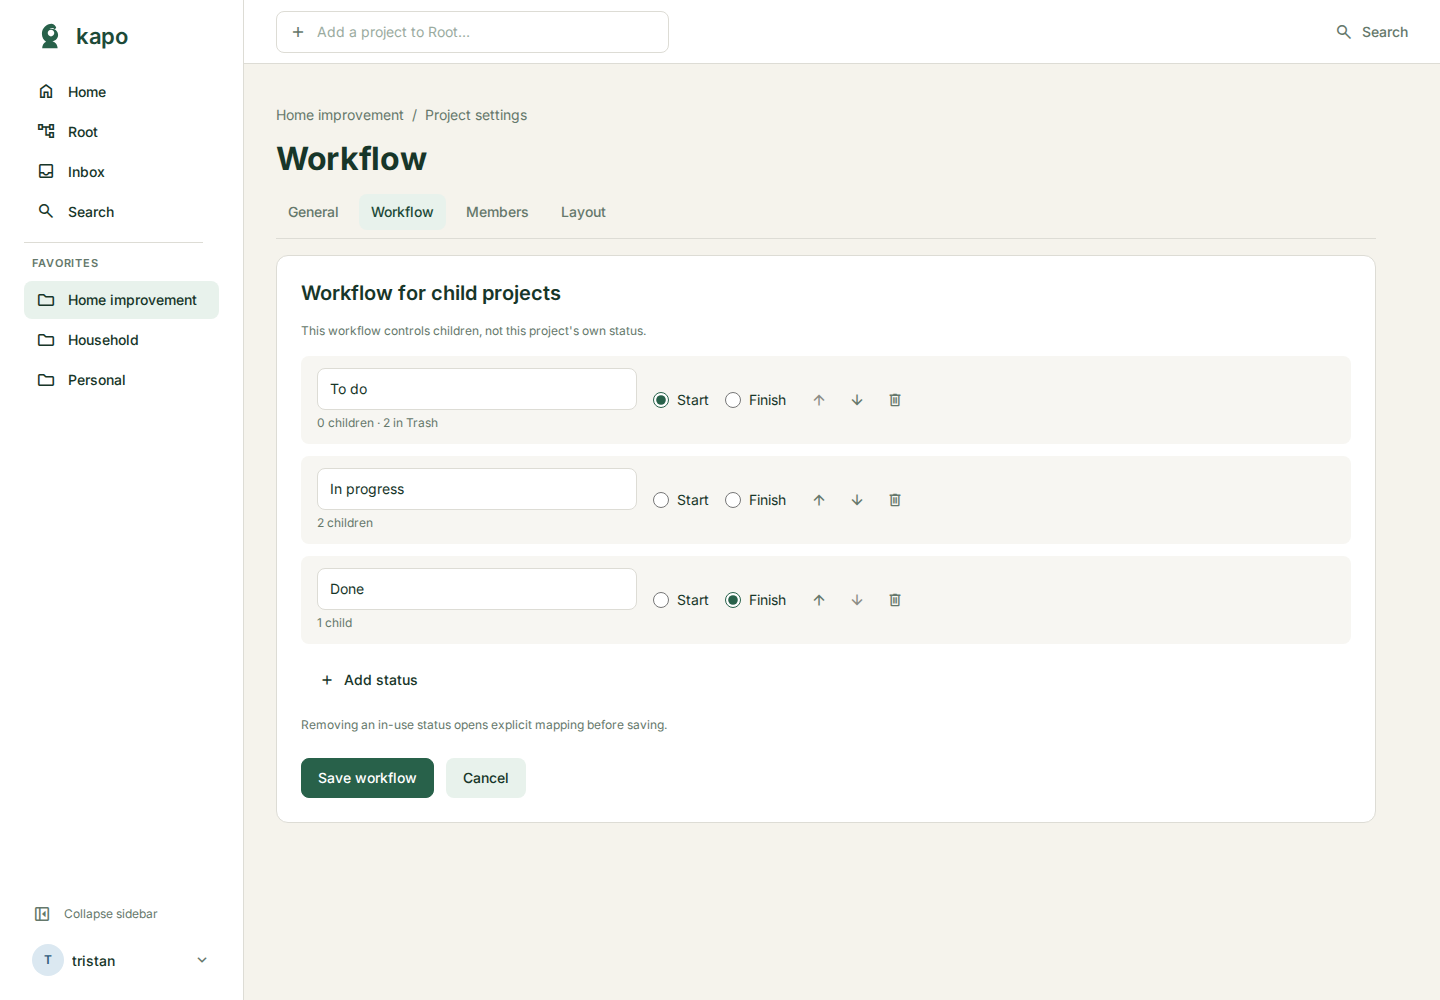 kapo
Home
Root
Inbox
Search
FAVORITES
Home improvement
Household
Personal
Collapse sidebar
T
tristan
Add a project to Root...
Search
Home improvement / Project settings
Workflow
General Workflow Members Layout
Workflow for child projects
This workflow controls children, not this project's own status.
To do
Start Finish
0 children · 2 in Trash
In progress
Start Finish
2 children
Done
Start Finish
1 child
Add status
Removing an in-use status opens explicit mapping before saving.
Save workflow Cancel